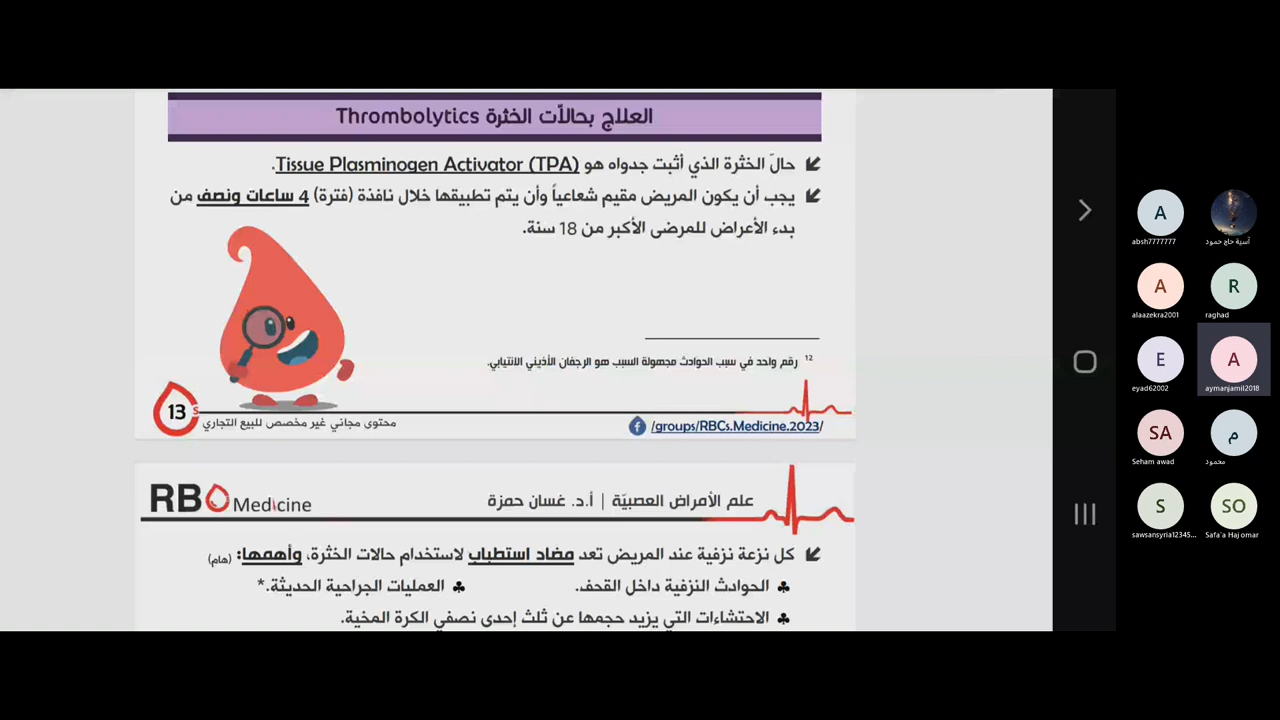 العلاج بحالاّت الخثرة Thrombolytics
حالّ الخثرة الذي أثبت جدواه هو Tissue Plasminogen Activator (TPA).
يجب أن يكون المريض مقيم شعاعياً وأن يتم تطبيقها خلال نافذة (فترة) 4 ساعات ونصف من
بدء الأعراض للمرضى الأكبر من 18 سنة.
12 رقم واحد في سبب الحوادث مجهولة السبب هو الرجفان الأذيني الانتيابي.
13
محتوى مجاني غير مخصص للبيع التجاري
/groups/RBCs.Medicine.2023/
RB Medicine
علم الأمراض العصبيّة | أ.د. غسان حمزة
كل نزعة نزفية عند المريض تعد مضاد استطباب لاستخدام حالات الخثرة، وأهمها: (هام)
الحوادث النزفية داخل القحف.
العمليات الجراحية الحديثة.*
الاحتشاءات التي يزيد حجمها عن ثلث إحدى نصفي الكرة المخية.
A
absh7777777
آسية حاج حمود
A
alaazekra2001
R
raghad
E
eyad62002
A
aymanjamil2018
SA
Seham awad
م
محمود
S
sawsansyria12345...
SO
Safa'a Haj omar